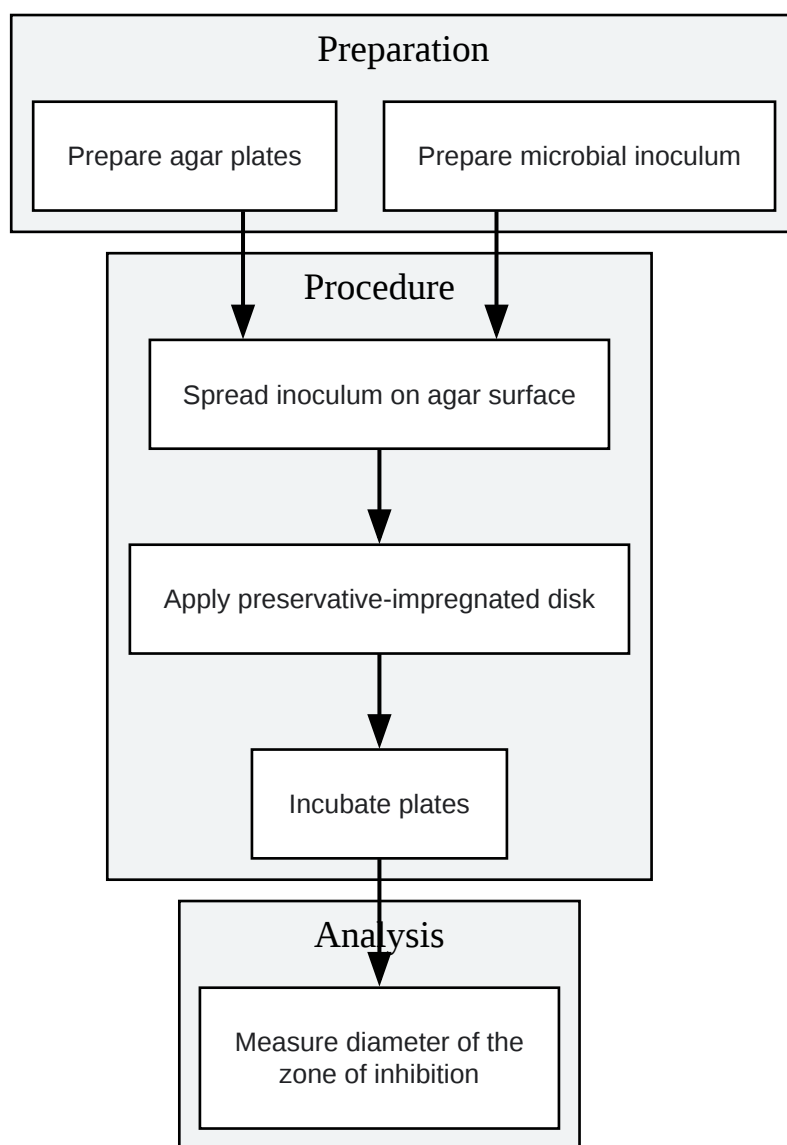 Preparation
Prepare agar plates
Prepare microbial inoculum
Procedure
Spread inoculum on agar surface
Apply preservative-impregnated disk
Incubate plates
Analysis
Measure diameter of the
zone of inhibition